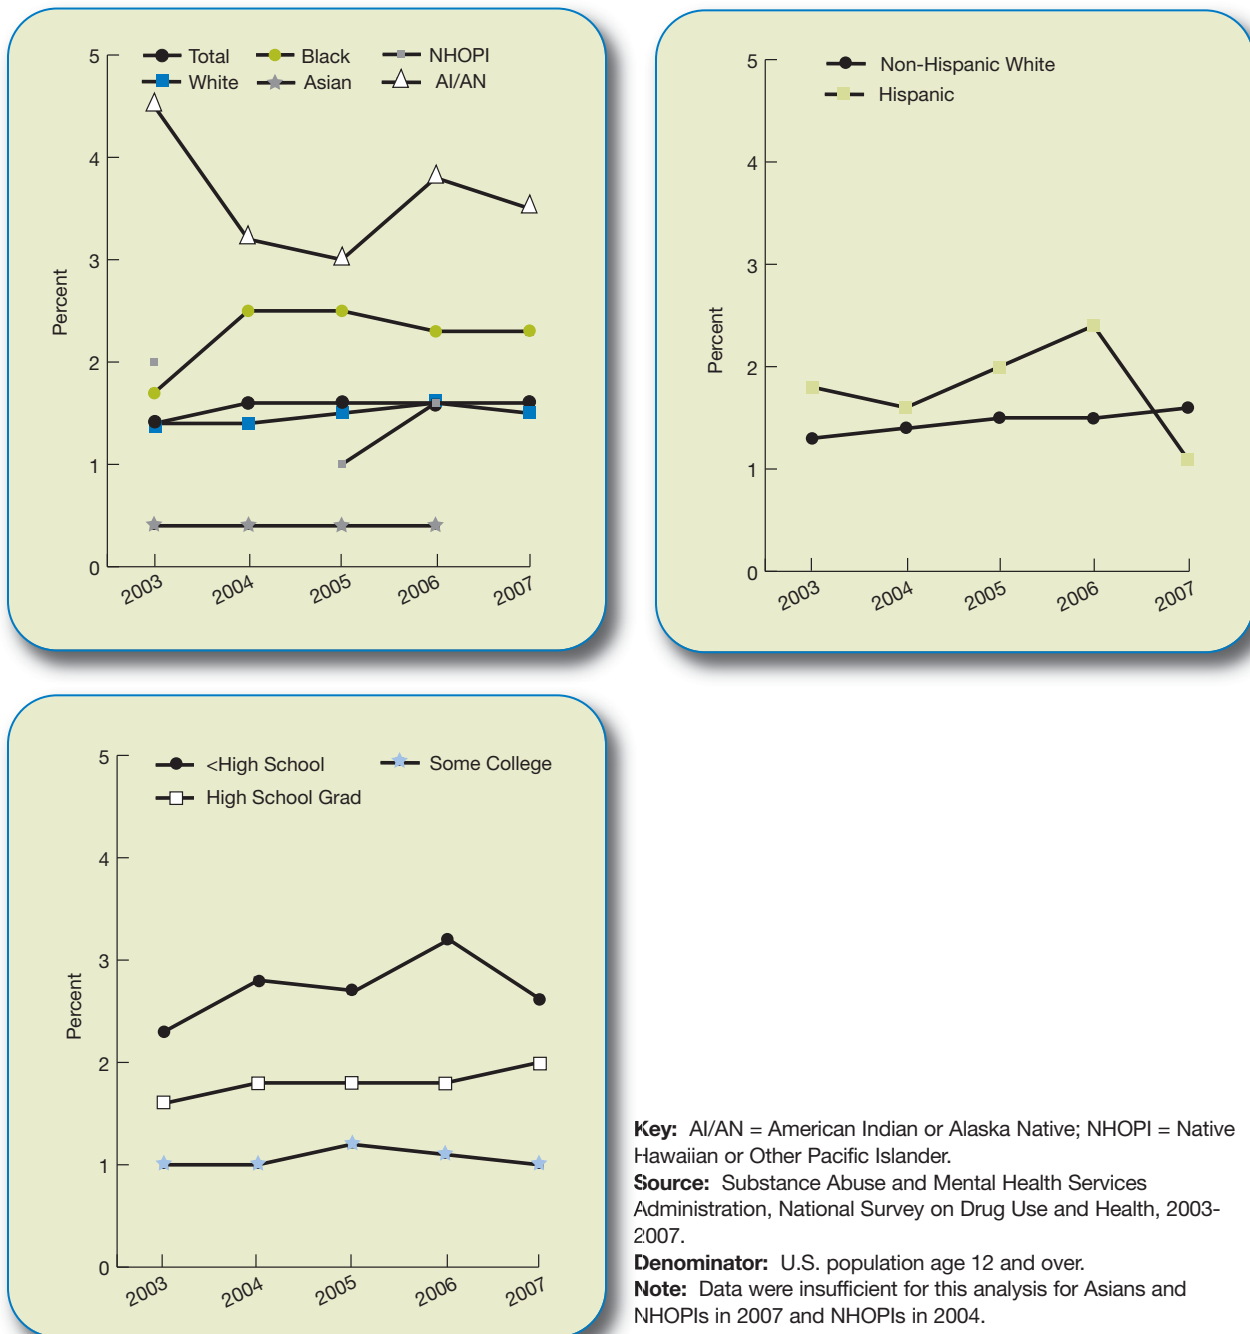 Total Black NHOPI
White Asian AI/AN
5
4
3
2
1
0
Percent
2003 2004 2005 2006 2007
Non-Hispanic White
Hispanic
5
4
3
2
1
0
Percent
2003 2004 2005 2006 2007
<High School Some College
High School Grad
5
4
3
2
1
0
Percent
2003 2004 2005 2006 2007
Key: AI/AN = American Indian or Alaska Native; NHOPI = Native
Hawaiian or Other Pacific Islander.
Source: Substance Abuse and Mental Health Services
Administration, National Survey on Drug Use and Health, 2003-
2007.
Denominator: U.S. population age 12 and over.
Note: Data were insufficient for this analysis for Asians and
NHOPIs in 2007 and NHOPIs in 2004.